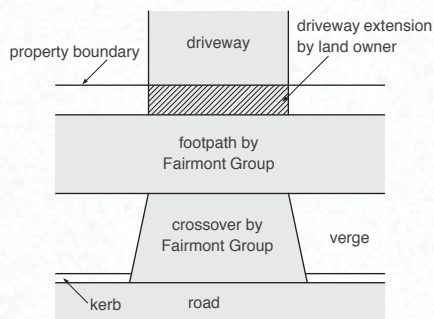 driveway
driveway extension
by land owner
property boundary
footpath by
Fairmont Group
crossover by
Fairmont Group
verge
kerb
road